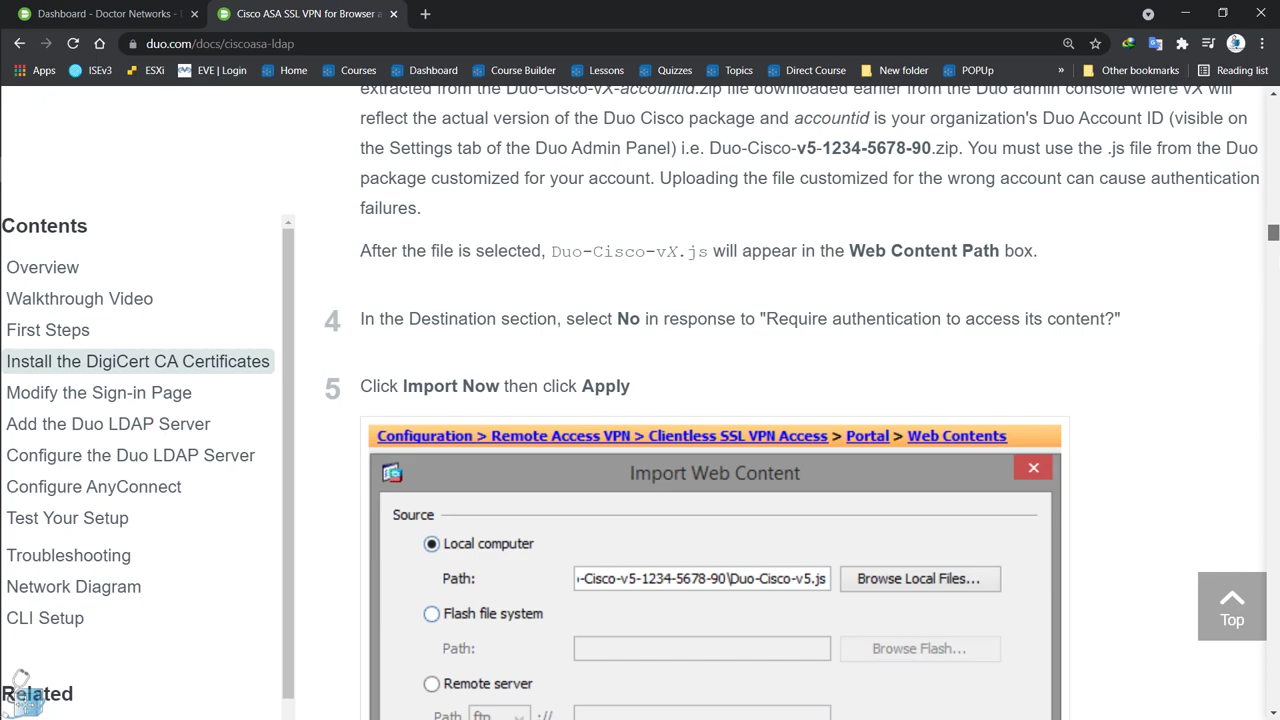 Dashboard - Doctor Networks -
Cisco ASA SSL VPN for Browser a
duo.com/docs/ciscoasa-ldap
Apps ISEv3 ESXi EVE | Login Home Courses Dashboard Couse Builder Lessons Quizzes Topics Direct Course New folder POPUp » Other bookmarks Reading list
extracted from the Duo-Cisco-vX-accountid.zip file downloaded earlier from the Duo admin console where vX will
reflect the actual version of the Duo Cisco package and accountid is your organization's Duo Account ID (visible on
the Settings tab of the Duo Admin Panel) i.e. Duo-Cisco-v5-1234-5678-90.zip. You must use the .js file from the Duo
package customized for your account. Uploading the file customized for the wrong account can cause authentication
failures.
After the file is selected, Duo-Cisco-vX.js will appear in the Web Content Path box.
4 In the Destination section, select No in response to "Require authentication to access its content?"
5 Click Import Now then click Apply
Configuration > Remote Access VPN > Clientless SSL VPN Access > Portal > Web Contents
Import Web Content
Source
Local computer
Path: -Cisco-v5-1234-5678-90\Duo-Cisco-v5.js Browse Local Files...
Flash file system
Path: Browse Flash...
Remote server
Path ftp ://
Contents
Overview
Walkthrough Video
First Steps
Install the DigiCert CA Certificates
Modify the Sign-in Page
Add the Duo LDAP Server
Configure the Duo LDAP Server
Configure AnyConnect
Test Your Setup
Troubleshooting
Network Diagram
CLI Setup
Related
Top